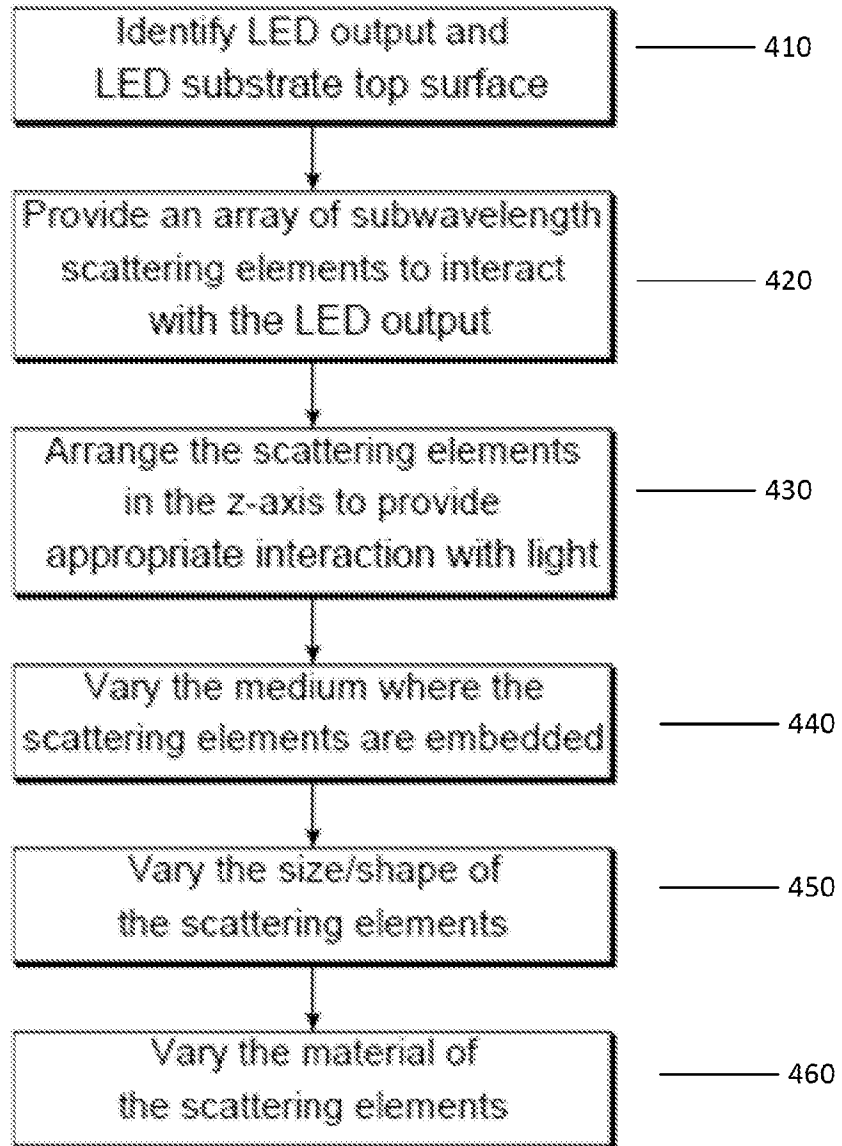 Identify LED output and
LED substrate top surface
410
Provide an array of subwavelength
scattering elements to interact
with the LED output
420
Arrange the scattering elements
in the z-axis to provide
appropriate interaction with light
430
Vary the medium where the
scattering elements are embedded
440
Vary the size/shape of
the scattering elements
450
Vary the material of
the scattering elements
460